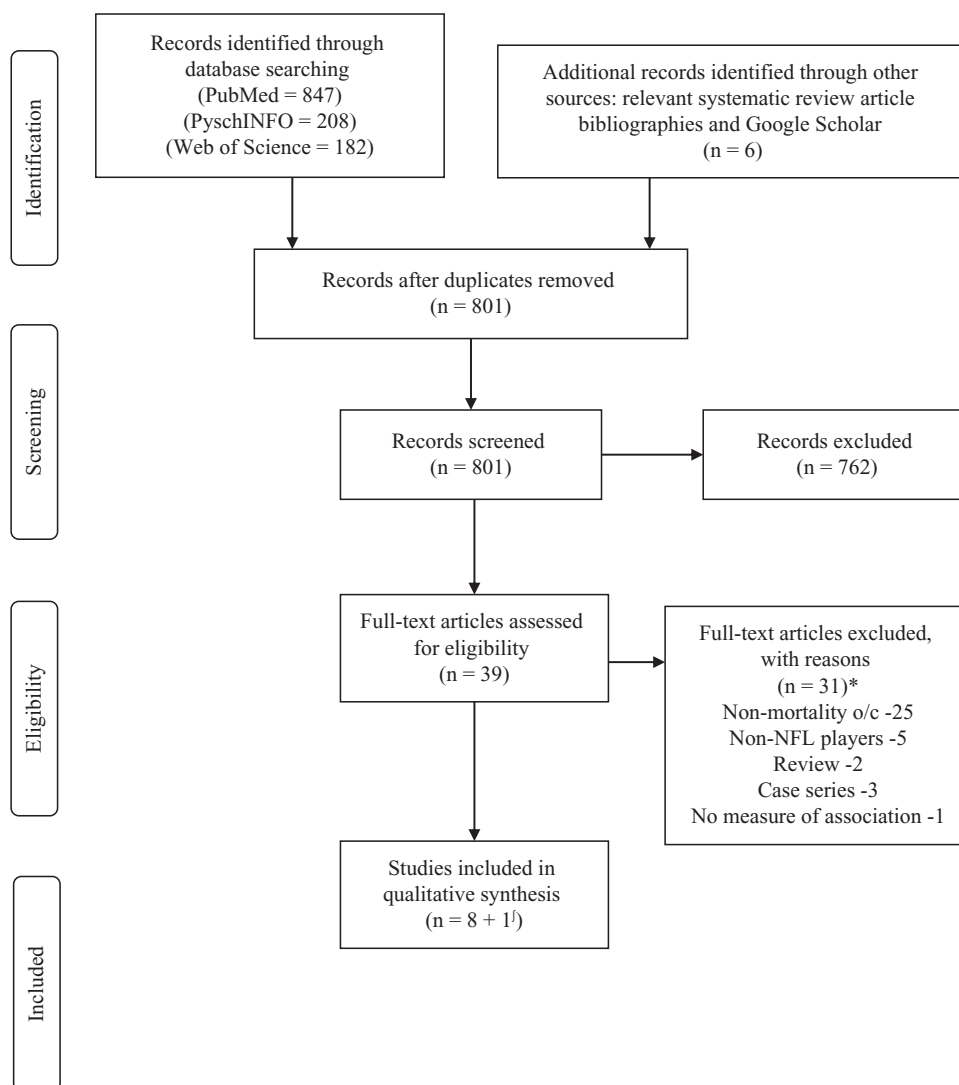 Identification
Records identified through
database searching
(PubMed = 847)
(PyschINFO = 208)
(Web of Science = 182)
Additional records identified through other
sources: relevant systematic review article
bibliographies and Google Scholar
(n = 6)
Records after duplicates removed
(n = 801)
Screening
Records screened
(n = 801)
Records excluded
(n = 762)
Eligibility
Full-text articles assessed
for eligibility
(n = 39)
Full-text articles excluded,
with reasons
(n = 31)*
Non-mortality o/c -25
Non-NFL players -5
Review -2
Case series -3
No measure of association -1
Included
Studies included in
qualitative synthesis
(n = 8 + 1ʃ)